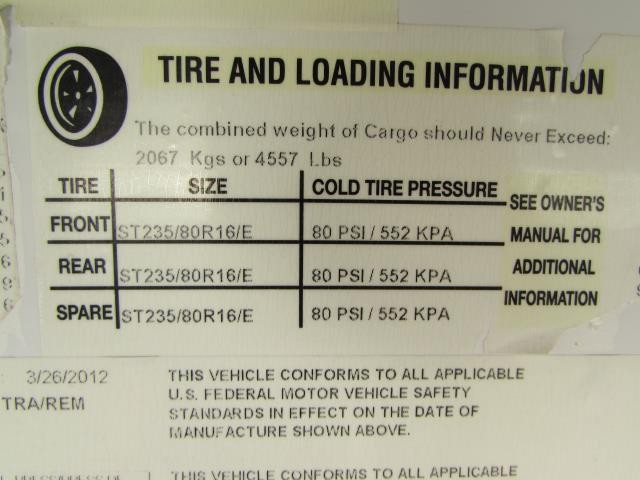 TIRE AND LOADING INFORMATION
The combined weight of Cargo should Never Exceed:
2067 Kgs or 4557 Lbs
TIRE SIZE COLD TIRE PRESSURE SEE OWNER'S
FRONT ST235/80R16/E 80 PSI / 552 KPA MANUAL FOR
REAR ST235/80R16/E 80 PSI / 552 KPA ADDITIONAL
SPARE ST235/80R16/E 80 PSI / 552 KPA INFORMATION
3/26/2012 THIS VEHICLE CONFORMS TO ALL APPLICABLE
TRA/REM U.S. FEDERAL MOTOR VEHICLE SAFETY
STANDARDS IN EFFECT ON THE DATE OF
MANUFACTURE SHOWN ABOVE.
THIS VEHICLE CONFORMS TO ALL APPLICABLE